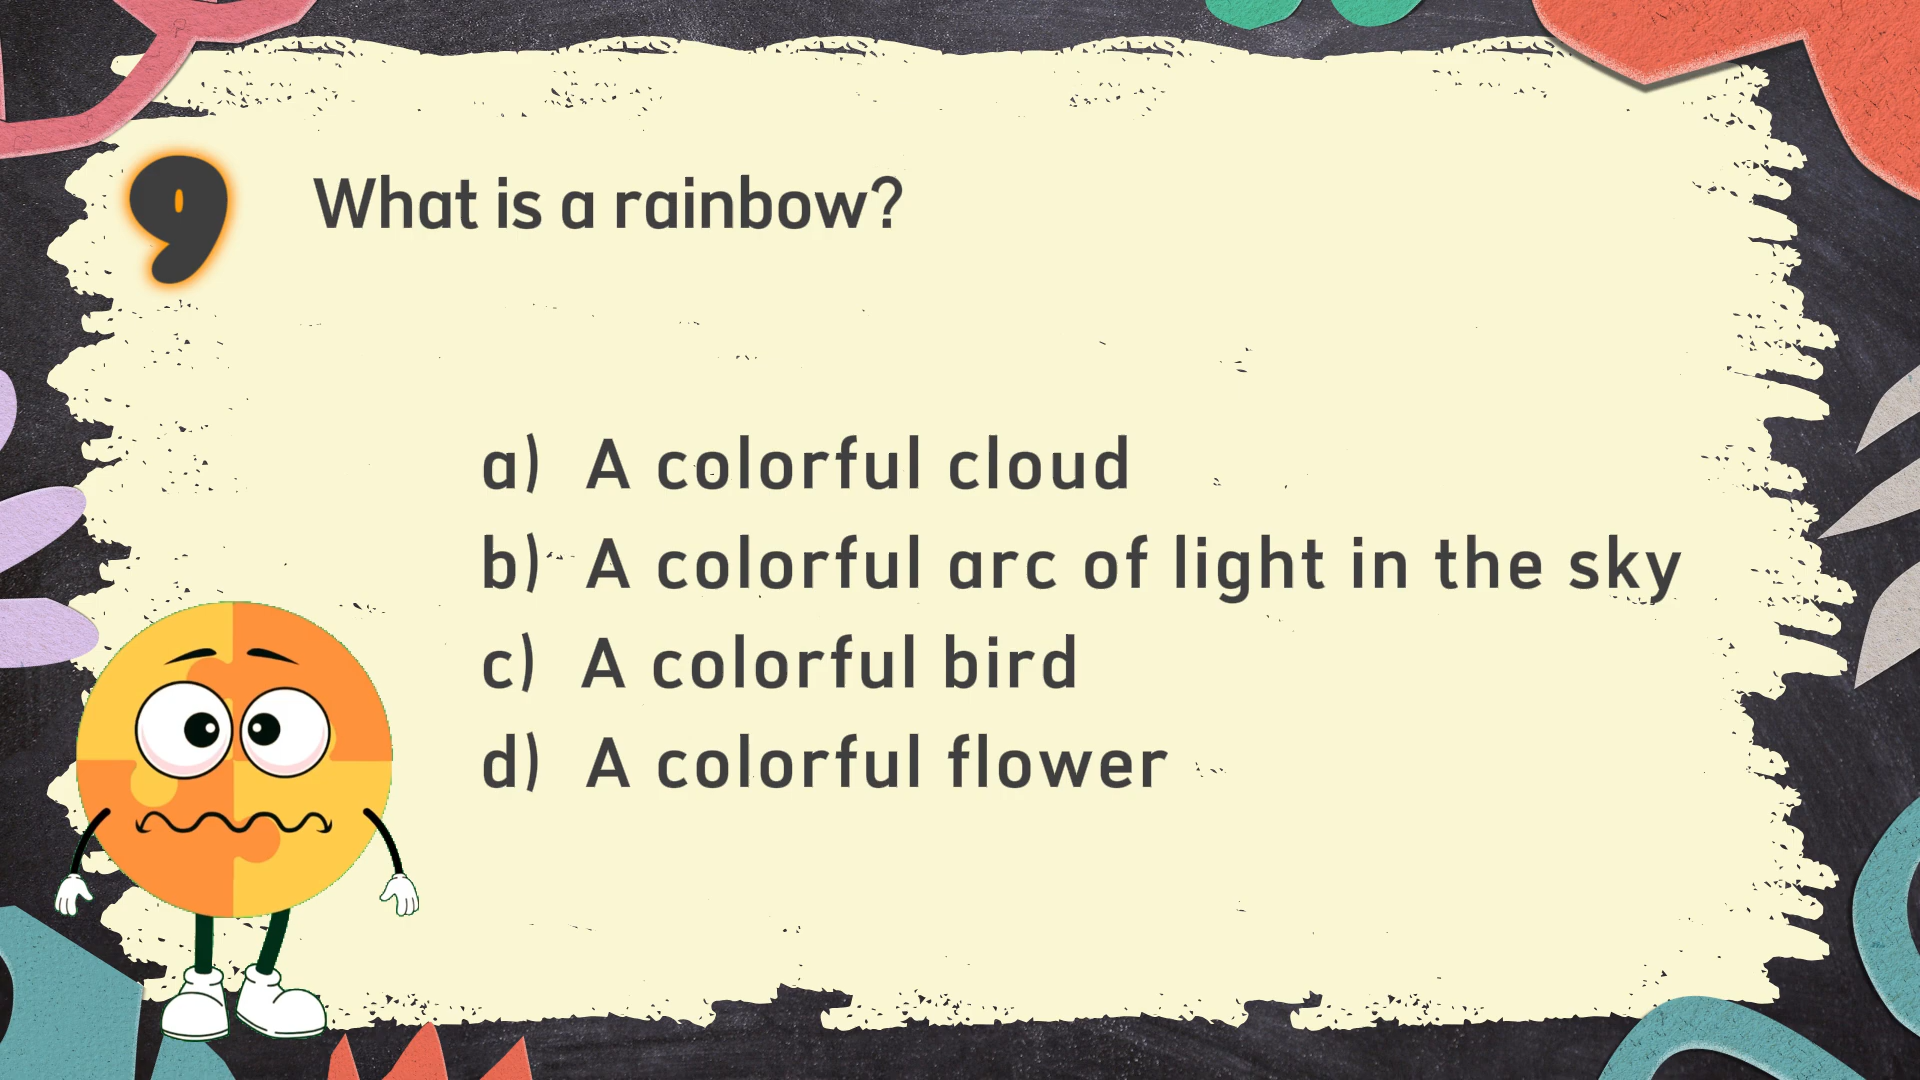 9 What is a rainbow?
a) A colorful cloud
b) A colorful arc of light in the sky
c) A colorful bird
d) A colorful flower